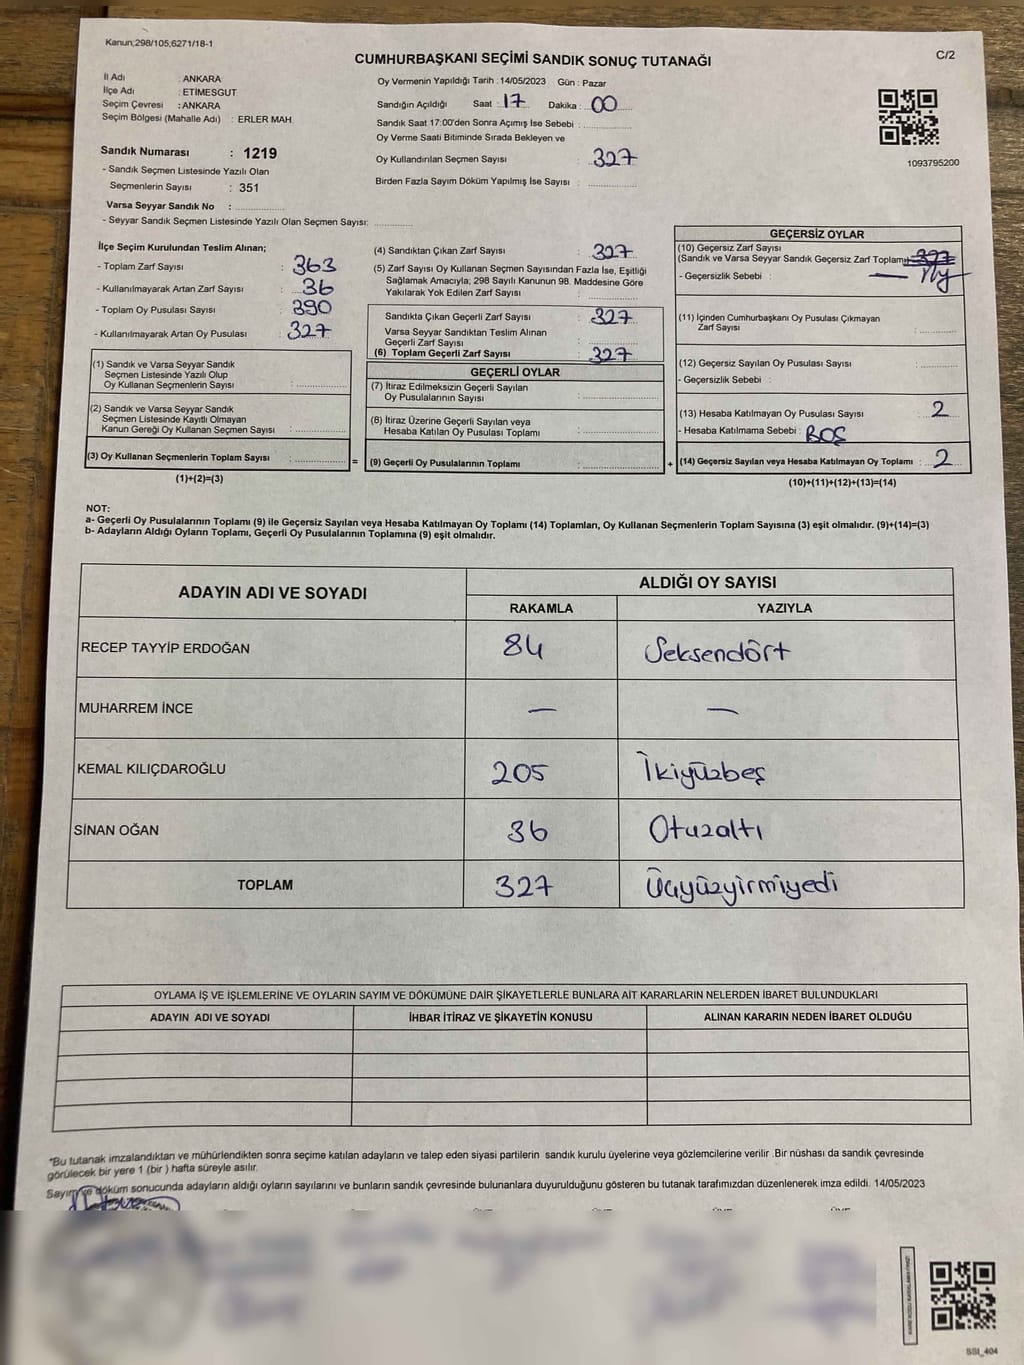 Kanun;298/105;6271/18-1
C/2
CUMHURBAŞKANI SEÇİMİ SANDIK SONUÇ TUTANAĞI
İl Adı : ANKARA
İlçe Adı : ETİMESGUT
Seçim Çevresi : ANKARA
Seçim Bölgesi (Mahalle Adı) : ERLER MAH.
Oy Vermenin Yapıldığı Tarih :14/05/2023 Gün : Pazar
Sandığın Açıldığı Saat : 17 Dakika : 00
Sandık Saat 17:00'den Sonra Açımış İse Sebebi :
Oy Verme Saati Bitiminde Sırada Bekleyen ve
Oy Kullandırılan Seçmen Sayısı : 327
Birden Fazla Sayım Döküm Yapılmış İse Sayısı :
1093795200
Sandık Numarası : 1219
- Sandık Seçmen Listesinde Yazılı Olan
Seçmenlerin Sayısı : 351
Varsa Seyyar Sandık No :
- Seyyar Sandık Seçmen Listesinde Yazılı Olan Seçmen Sayısı:
İlçe Seçim Kurulundan Teslim Alınan;
- Toplam Zarf Sayısı : 363
- Kullanılmayarak Artan Zarf Sayısı : 36
- Toplam Oy Pusulası Sayısı : 390
- Kullanılmayarak Artan Oy Pusulası : 327
(1) Sandık ve Varsa Seyyar Sandık
Seçmen Listesinde Yazılı Olup
Oy Kullanan Seçmenlerin Sayısı :
(2) Sandık ve Varsa Seyyar Sandık
Seçmen Listesinde Kayıtlı Olmayan
Kanun Gereği Oy Kullanan Seçmen Sayısı :
(3) Oy Kullanan Seçmenlerin Toplam Sayısı :
(1)+(2)=(3)
(4) Sandıktan Çıkan Zarf Sayısı : 327
(5) Zarf Sayısı Oy Kullanan Seçmen Sayısından Fazla İse, Eşitliği
Sağlamak Amacıyla; 298 Sayılı Kanunun 98. Maddesine Göre
Yakılarak Yok Edilen Zarf Sayısı :
Sandıkta Çıkan Geçerli Zarf Sayısı : 327
Varsa Seyyar Sandıktan Teslim Alınan
Geçerli Zarf Sayısı :
(6) Toplam Geçerli Zarf Sayısı : 327
GEÇERLİ OYLAR
(7) İtiraz Edilmeksizin Geçerli Sayılan
Oy Pusulalarının Sayısı :
(8) İtiraz Üzerine Geçerli Sayılan veya
Hesaba Katılan Oy Pusulası Toplamı :
= (9) Geçerli Oy Pusulalarının Toplamı :
GEÇERSİZ OYLAR
(10) Geçersiz Zarf Sayısı
(Sandık ve Varsa Seyyar Sandık Geçersiz Zarf Toplamı) 327
- Geçersizlik Sebebi : —
(11) İçinden Cumhurbaşkanı Oy Pusulası Çıkmayan
Zarf Sayısı :
(12) Geçersiz Sayılan Oy Pusulası Sayısı :
- Geçersizlik Sebebi :
(13) Hesaba Katılmayan Oy Pusulası Sayısı : 2
- Hesaba Katılmama Sebebi : BOŞ
+ (14) Geçersiz Sayılan veya Hesaba Katılmayan Oy Toplamı : 2
(10)+(11)+(12)+(13)=(14)
NOT:
a- Geçerli Oy Pusulalarının Toplamı (9) ile Geçersiz Sayılan veya Hesaba Katılmayan Oy Toplamı (14) Toplamları, Oy Kullanan Seçmenlerin Toplam Sayısına (3) eşit olmalıdır. (9)+(14)=(3)
b- Adayların Aldığı Oyların Toplamı, Geçerli Oy Pusulalarının Toplamına (9) eşit olmalıdır.
ADAYIN ADI VE SOYADI
ALDIĞI OY SAYISI
RAKAMLA YAZIYLA
RECEP TAYYİP ERDOĞAN 84 Seksendört
MUHARREM İNCE — —
KEMAL KILIÇDAROĞLU 205 İkiyüzbeş
SİNAN OĞAN 36 Otuzaltı
TOPLAM 327 Üçyüzyirmiyedi
OYLAMA İŞ VE İŞLEMLERİNE VE OYLARIN SAYIM VE DÖKÜMÜNE DAİR ŞİKAYETLERLE BUNLARA AİT KARARLARIN NELERDEN İBARET BULUNDUKLARI
ADAYIN ADI VE SOYADI İHBAR İTİRAZ VE ŞİKAYETİN KONUSU ALINAN KARARIN NEDEN İBARET OLDUĞU
*Bu tutanak imzalandıktan ve mühürlendikten sonra seçime katılan adayların ve talep eden siyasi partilerin sandık kurulu üyelerine veya gözlemcilerine verilir .Bir nüshası da sandık çevresinde
görülecek bir yere 1 (bir ) hafta süreyle asılır.
Sayım ve döküm sonucunda adayların aldığı oyların sayılarını ve bunların sandık çevresinde bulunanlara duyurulduğunu gösteren bu tutanak tarafımızdan düzenlenerek imza edildi. 14/05/2023
SSI_404